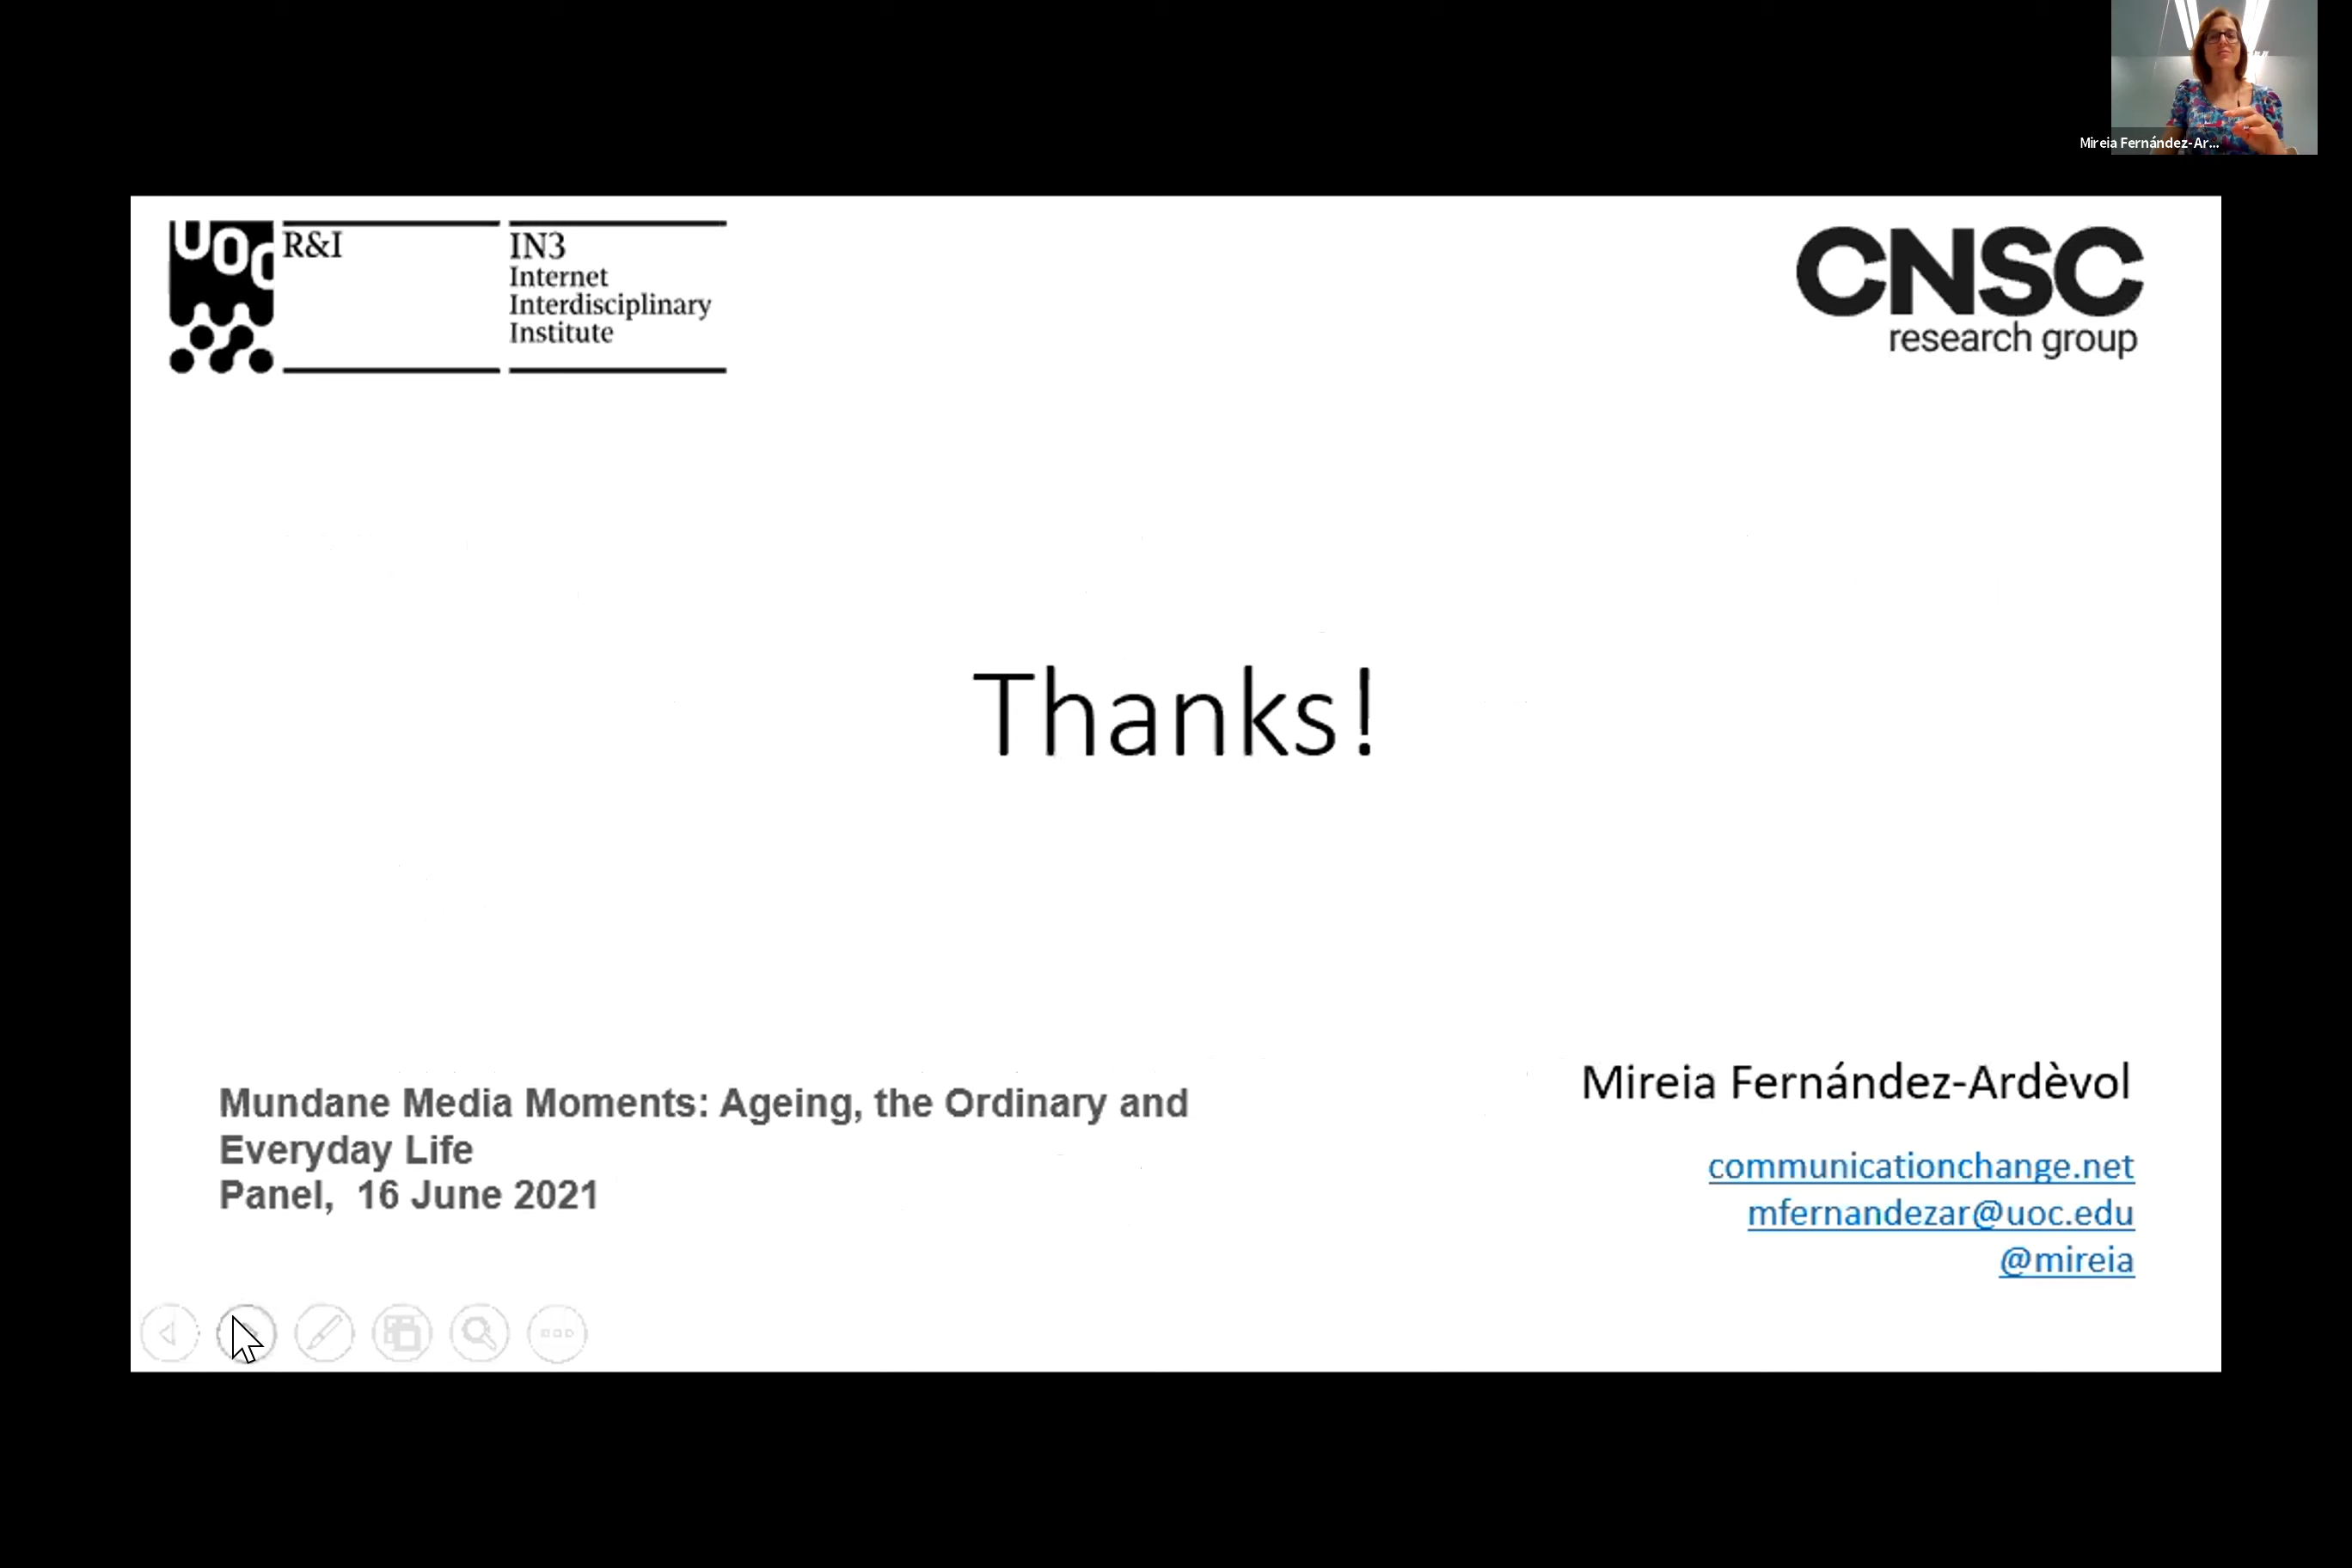 Mireia Fernández-Ar...
UOC
R&I
IN3
Internet
Interdisciplinary
Institute
CNSC
research group
Thanks!
Mundane Media Moments: Ageing, the Ordinary and
Everyday Life
Panel, 16 June 2021
Mireia Fernández-Ardèvol
communicationchange.net
mfernandezar@uoc.edu
@mireia